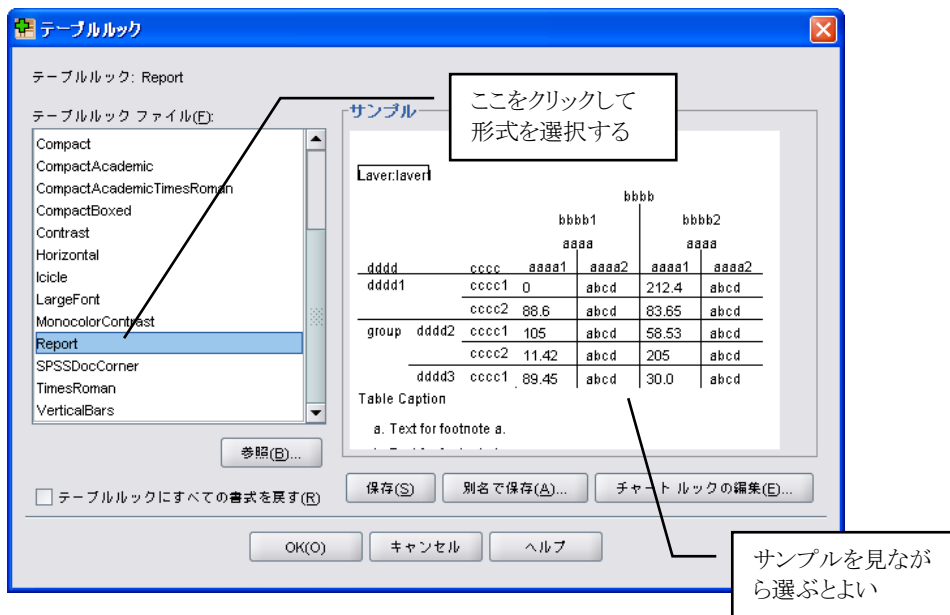 テーブルルック
テーブルルック: Report
テーブルルック ファイル(F):
Compact
CompactAcademic
CompactAcademicTimesRoman
CompactBoxed
Contrast
Horizontal
Icicle
LargeFont
MonocolorContrast
Report
SPSSDocCorner
TimesRoman
VerticalBars
参照(B)...
テーブルルックにすべての書式を戻す(R)
ここをクリックして
形式を選択する
サンプル
Laver:laver1
bbbb
bbbb1 bbbb2
aaaa aaaa
dddd cccc aaaa1 aaaa2 aaaa1 aaaa2
dddd1 cccc1 0 abcd 212.4 abcd
cccc2 88.6 abcd 83.65 abcd
group dddd2 cccc1 105 abcd 58.53 abcd
cccc2 11.42 abcd 205 abcd
dddd3 cccc1 89.45 abcd 30.0 abcd
Table Caption
a. Text for footnote a.
保存(S) 別名で保存(A)... チャート ルックの編集(E)...
OK(O) キャンセル ヘルプ
サンプルを見なが
ら選ぶとよい